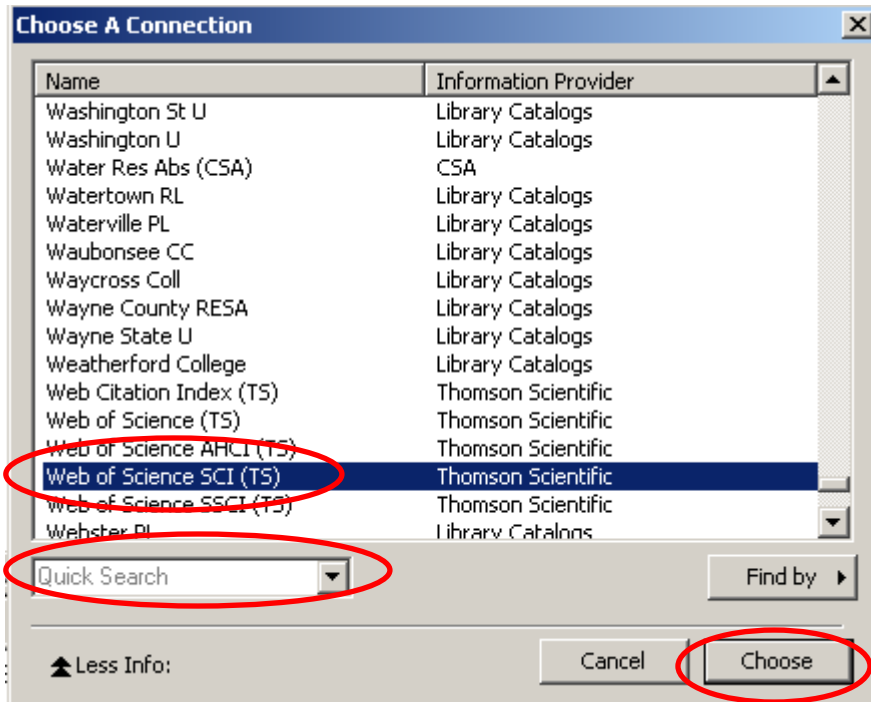 Choose A Connection
Name Information Provider
Washington St U Library Catalogs
Washington U Library Catalogs
Water Res Abs (CSA) CSA
Watertown RL Library Catalogs
Waterville PL Library Catalogs
Waubonsee CC Library Catalogs
Waycross Coll Library Catalogs
Wayne County RESA Library Catalogs
Wayne State U Library Catalogs
Weatherford College Library Catalogs
Web Citation Index (TS) Thomson Scientific
Web of Science (TS) Thomson Scientific
Web of Science AHCI (TS) Thomson Scientific
Web of Science SCI (TS) Thomson Scientific
Web of Science SSCI (TS) Thomson Scientific
Webster PL Library Catalogs
Quick Search Find by
Less Info: Cancel Choose